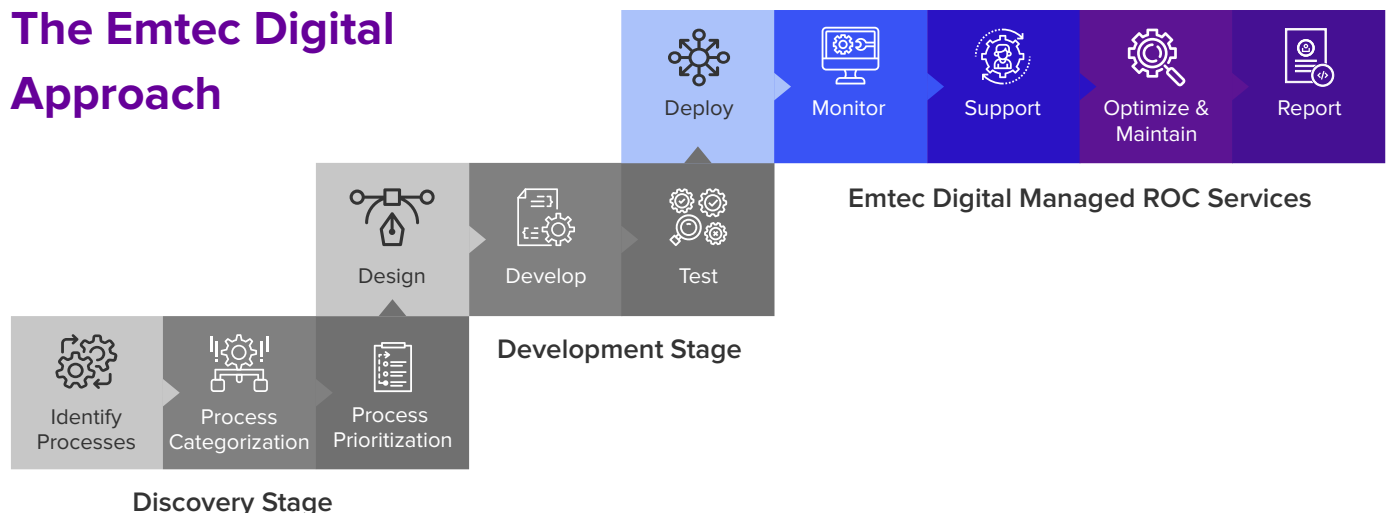 The Emtec Digital
Approach
Deploy
Monitor
Support
Optimize &
Maintain
Report
Emtec Digital Managed ROC Services
Design
Develop
Test
Development Stage
Identify
Processes
Process
Categorization
Process
Prioritization
Discovery Stage